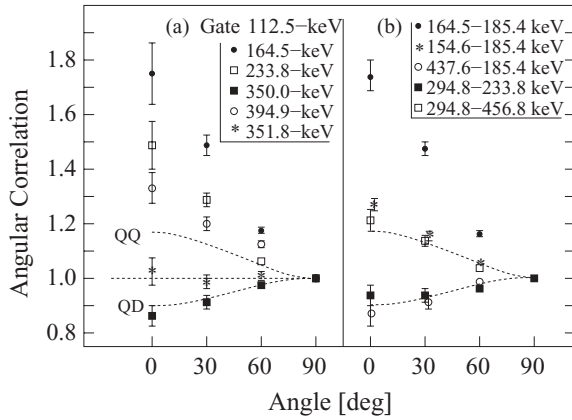 (a) Gate 112.5−keV
164.5−keV
233.8−keV
350.0−keV
394.9−keV
351.8−keV
(b)
164.5−185.4 keV
154.6−185.4 keV
437.6−185.4 keV
294.8−233.8 keV
294.8−456.8 keV
Angular Correlation
1.8
1.6
1.4
1.2
1.0
0.8
QQ
QD
0 30 60 90 0 30 60 90
Angle [deg]